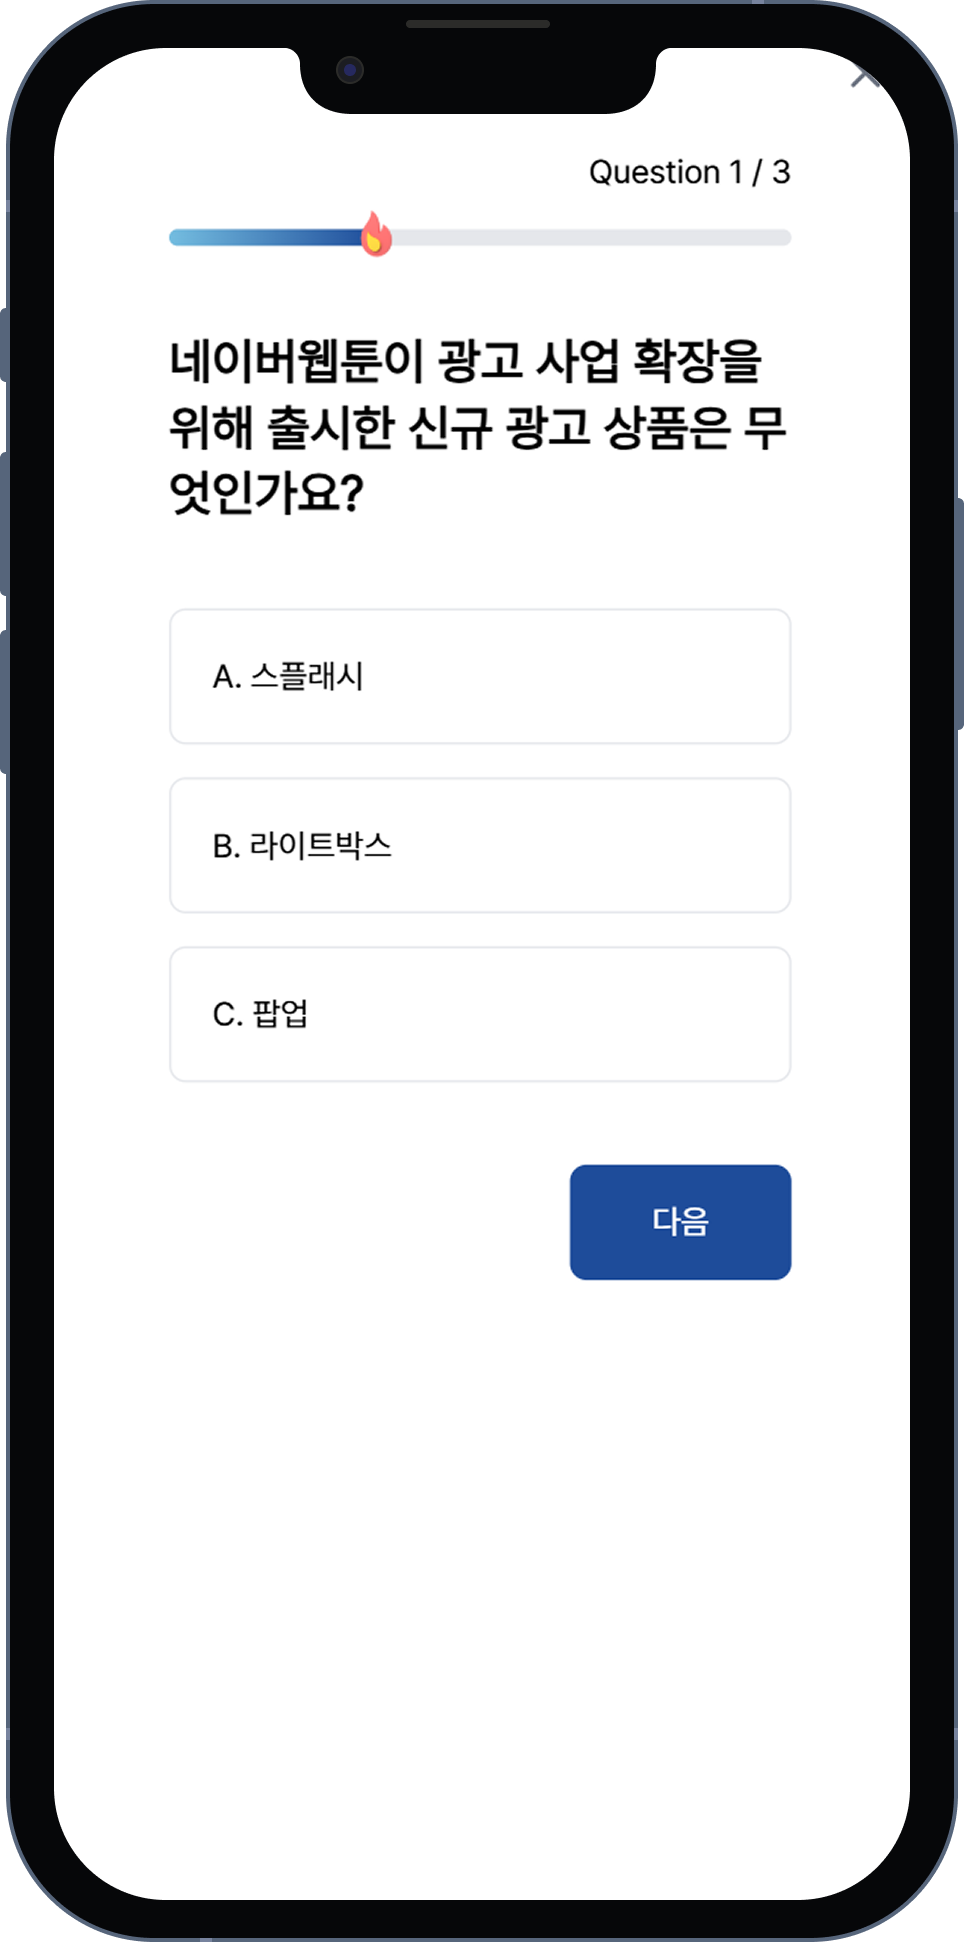 Question 1 / 3
네이버웹툰이 광고 사업 확장을
위해 출시한 신규 광고 상품은 무
엇인가요?
A. 스플래시
B. 라이트박스
C. 팝업
다음